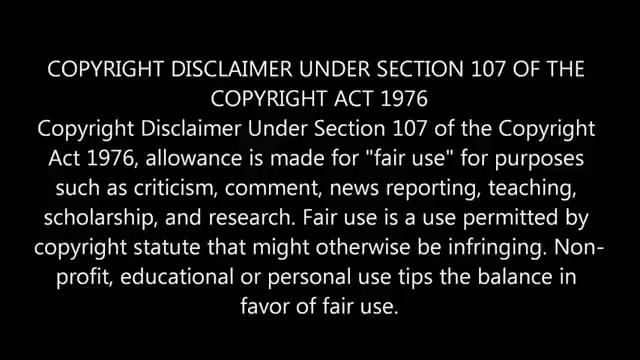 COPYRIGHT DISCLAIMER UNDER SECTION 107 OF THE
COPYRIGHT ACT 1976
Copyright Disclaimer Under Section 107 of the Copyright
Act 1976, allowance is made for "fair use" for purposes
such as criticism, comment, news reporting, teaching,
scholarship, and research. Fair use is a use permitted by
copyright statute that might otherwise be infringing. Non-
profit, educational or personal use tips the balance in
favor of fair use.